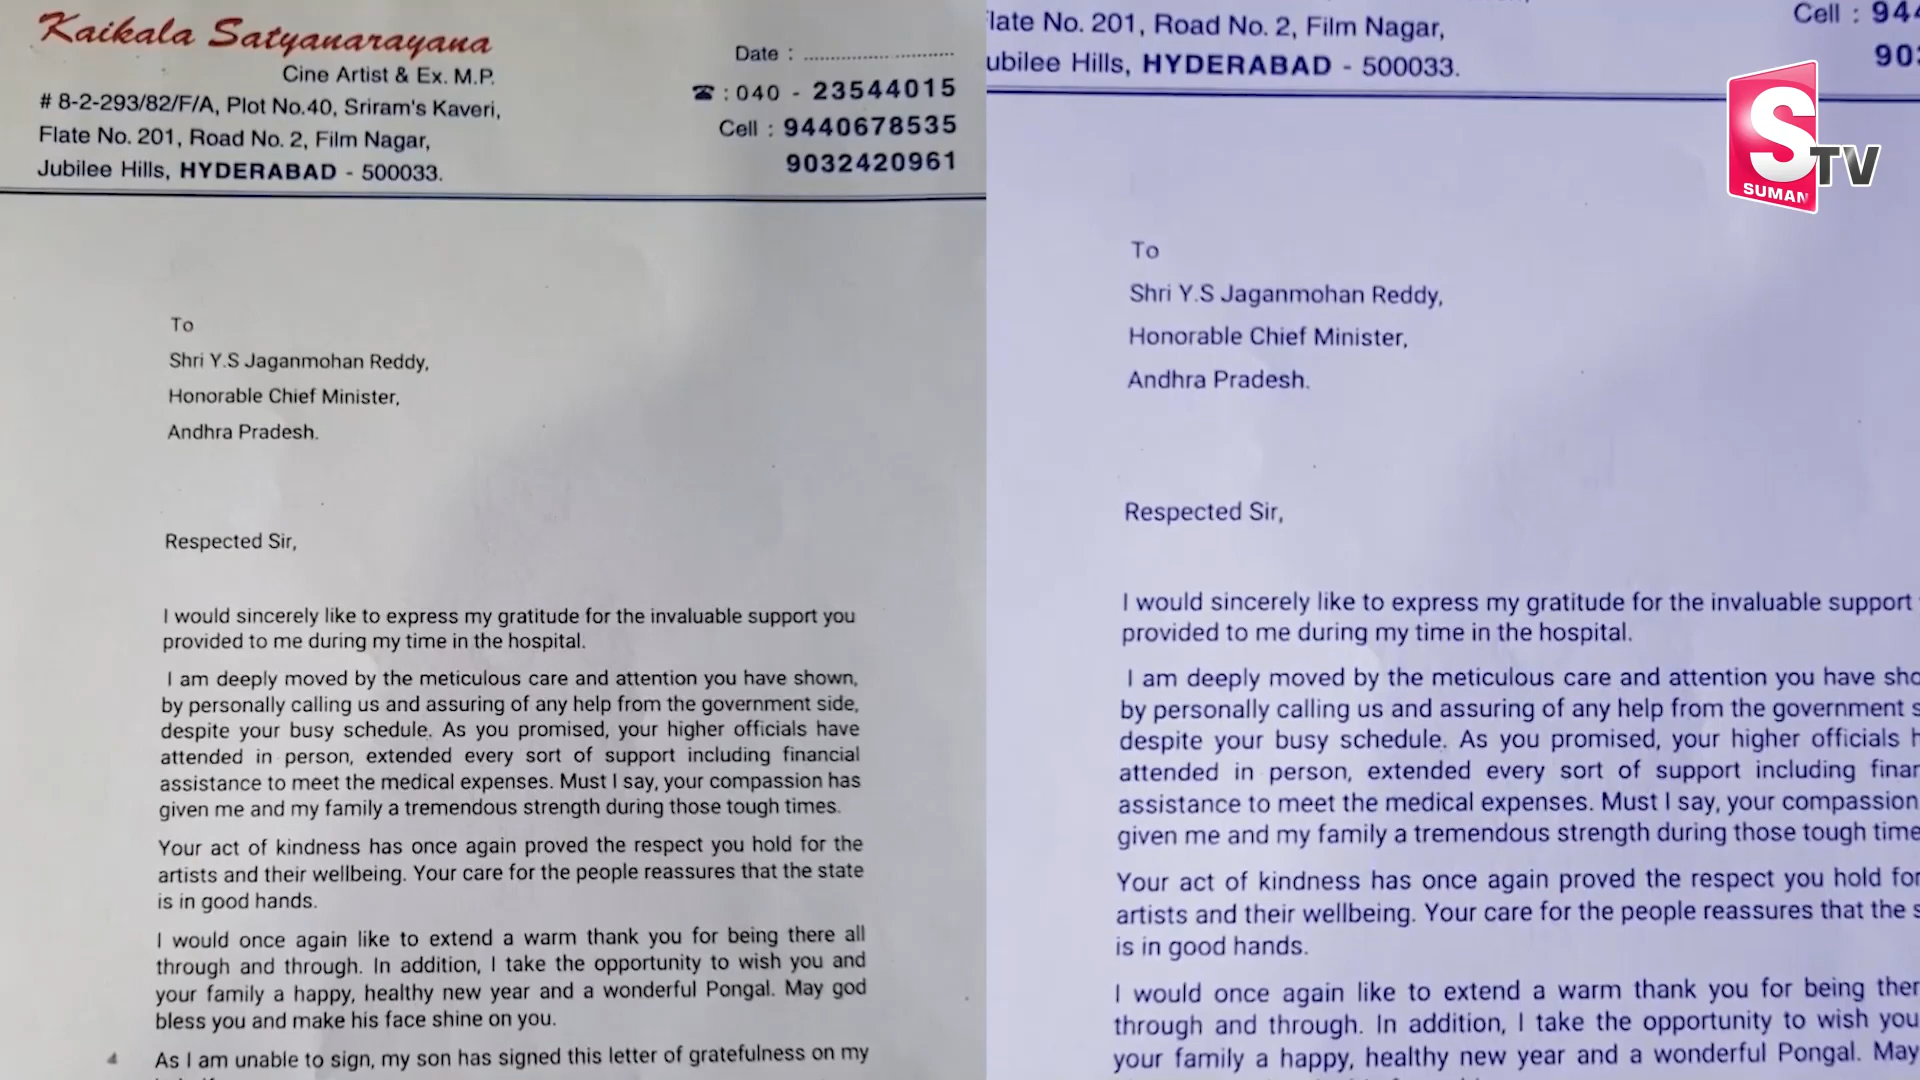 Kaikala Satyanarayana
Cine Artist & Ex. M.P.
# 8-2-293/82/F/A, Plot No.40, Sriram's Kaveri,
Flate No. 201, Road No. 2, Film Nagar,
Jubilee Hills, HYDERABAD - 500033.
Date : ..............................
☎ : 040 - 23544015
Cell : 9440678535
9032420961
To
Shri Y.S Jaganmohan Reddy,
Honorable Chief Minister,
Andhra Pradesh.
Respected Sir,
I would sincerely like to express my gratitude for the invaluable support you
provided to me during my time in the hospital.
I am deeply moved by the meticulous care and attention you have shown,
by personally calling us and assuring of any help from the government side,
despite your busy schedule. As you promised, your higher officials have
attended in person, extended every sort of support including financial
assistance to meet the medical expenses. Must I say, your compassion has
given me and my family a tremendous strength during those tough times.
Your act of kindness has once again proved the respect you hold for the
artists and their wellbeing. Your care for the people reassures that the state
is in good hands.
I would once again like to extend a warm thank you for being there all
through and through. In addition, I take the opportunity to wish you and
your family a happy, healthy new year and a wonderful Pongal. May god
bless you and make his face shine on you.
As I am unable to sign, my son has signed this letter of gratefulness on my
late No. 201, Road No. 2, Film Nagar,
ubilee Hills, HYDERABAD - 500033.
Cell : 944
903
S TV
SUMAN
To
Shri Y.S Jaganmohan Reddy,
Honorable Chief Minister,
Andhra Pradesh.
Respected Sir,
I would sincerely like to express my gratitude for the invaluable support
provided to me during my time in the hospital.
I am deeply moved by the meticulous care and attention you have sho
by personally calling us and assuring of any help from the government s
despite your busy schedule. As you promised, your higher officials h
attended in person, extended every sort of support including finan
assistance to meet the medical expenses. Must I say, your compassion
given me and my family a tremendous strength during those tough time
Your act of kindness has once again proved the respect you hold for
artists and their wellbeing. Your care for the people reassures that the s
is in good hands.
I would once again like to extend a warm thank you for being ther
through and through. In addition, I take the opportunity to wish you
your family a happy, healthy new year and a wonderful Pongal. May